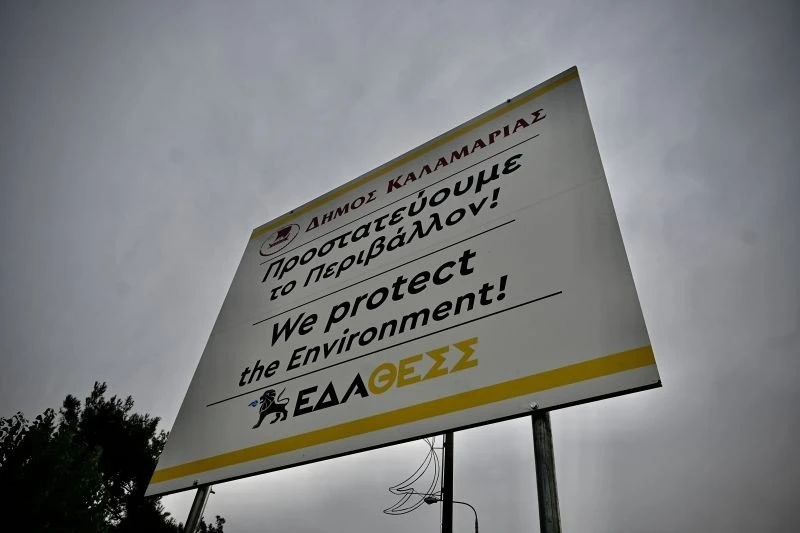 ΔΗΜΟΣ ΚΑΛΑΜΑΡΙΑΣ
Προστατεύουμε
το Περιβάλλον!
We protect
the Environment!
ΕΔΑΘΕΣΣ